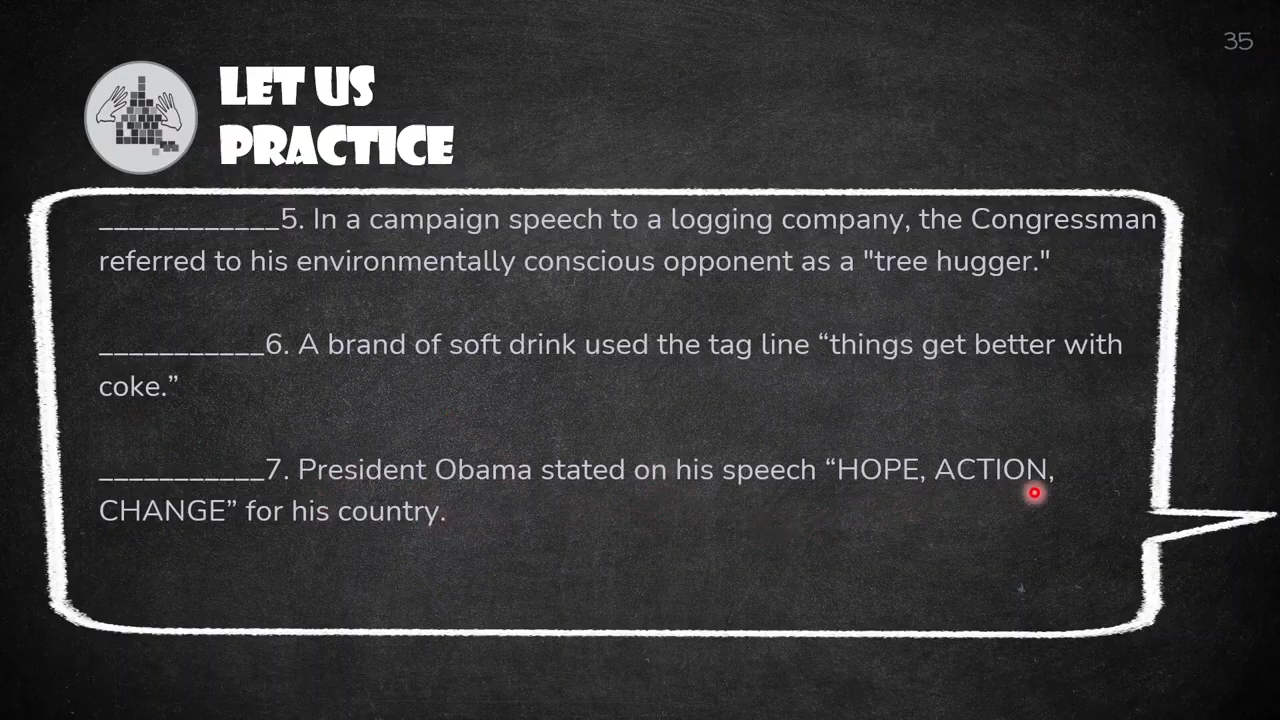 35
LET US
PRACTICE
____________5. In a campaign speech to a logging company, the Congressman
referred to his environmentally conscious opponent as a "tree hugger."
___________6. A brand of soft drink used the tag line “things get better with
coke.”
___________7. President Obama stated on his speech “HOPE, ACTION,
CHANGE” for his country.